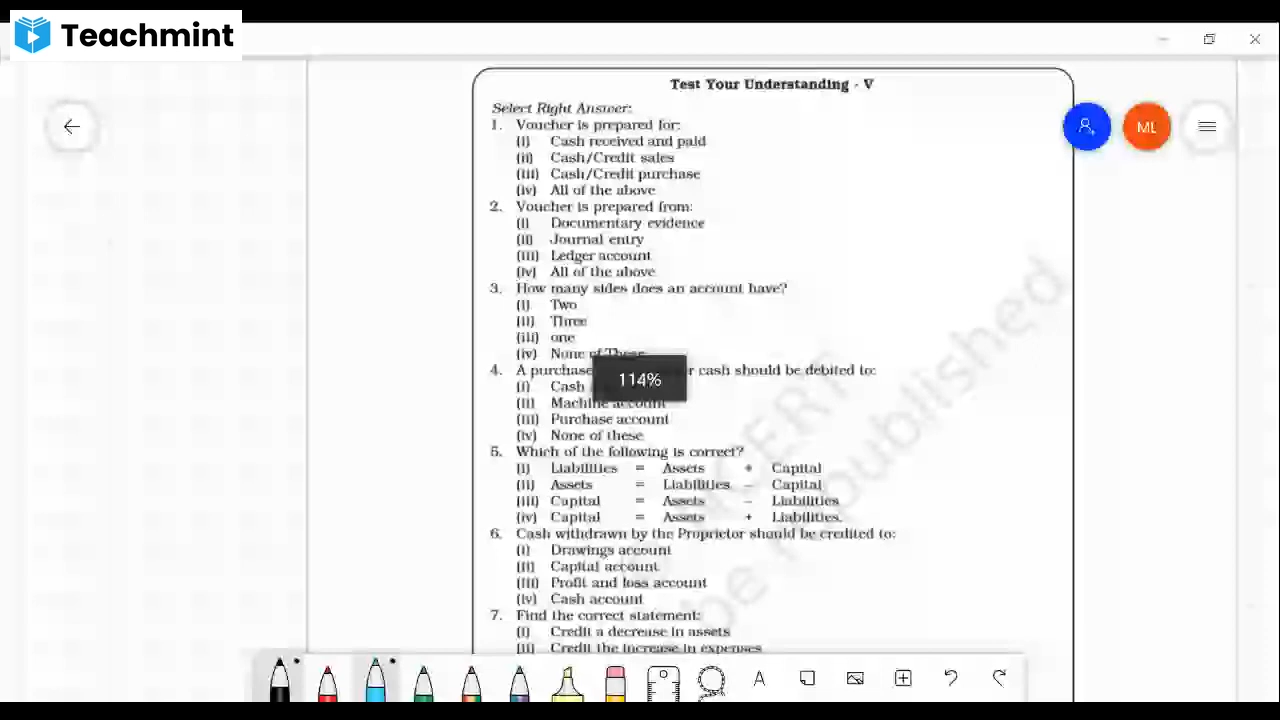 Teachmint
Test Your Understanding - V
ML
Select Right Answer:
1. Voucher is prepared for:
(i) Cash received and paid
(ii) Cash/Credit sales
(iii) Cash/Credit purchase
(iv) All of the above
2. Voucher is prepared from:
(i) Documentary evidence
(ii) Journal entry
(iii) Ledger account
(iv) All of the above
3. How many sides does an account have?
(i) Two
(ii) Three
(iii) one
(iv) None of These
4. A purchase cash should be debited to:
114%
(i) Cash
(ii) Machine account
(iii) Purchase account
(iv) None of these
5. Which of the following is correct?
(i) Liabilities = Assets + Capital
(ii) Assets = Liabilities – Capital
(iii) Capital = Assets – Liabilities
(iv) Capital = Assets + Liabilities.
6. Cash withdrawn by the Proprietor should be credited to:
(i) Drawings account
(ii) Capital account
(iii) Profit and loss account
(iv) Cash account
7. Find the correct statement:
(i) Credit a decrease in assets
(ii) Credit the increase in expenses
A